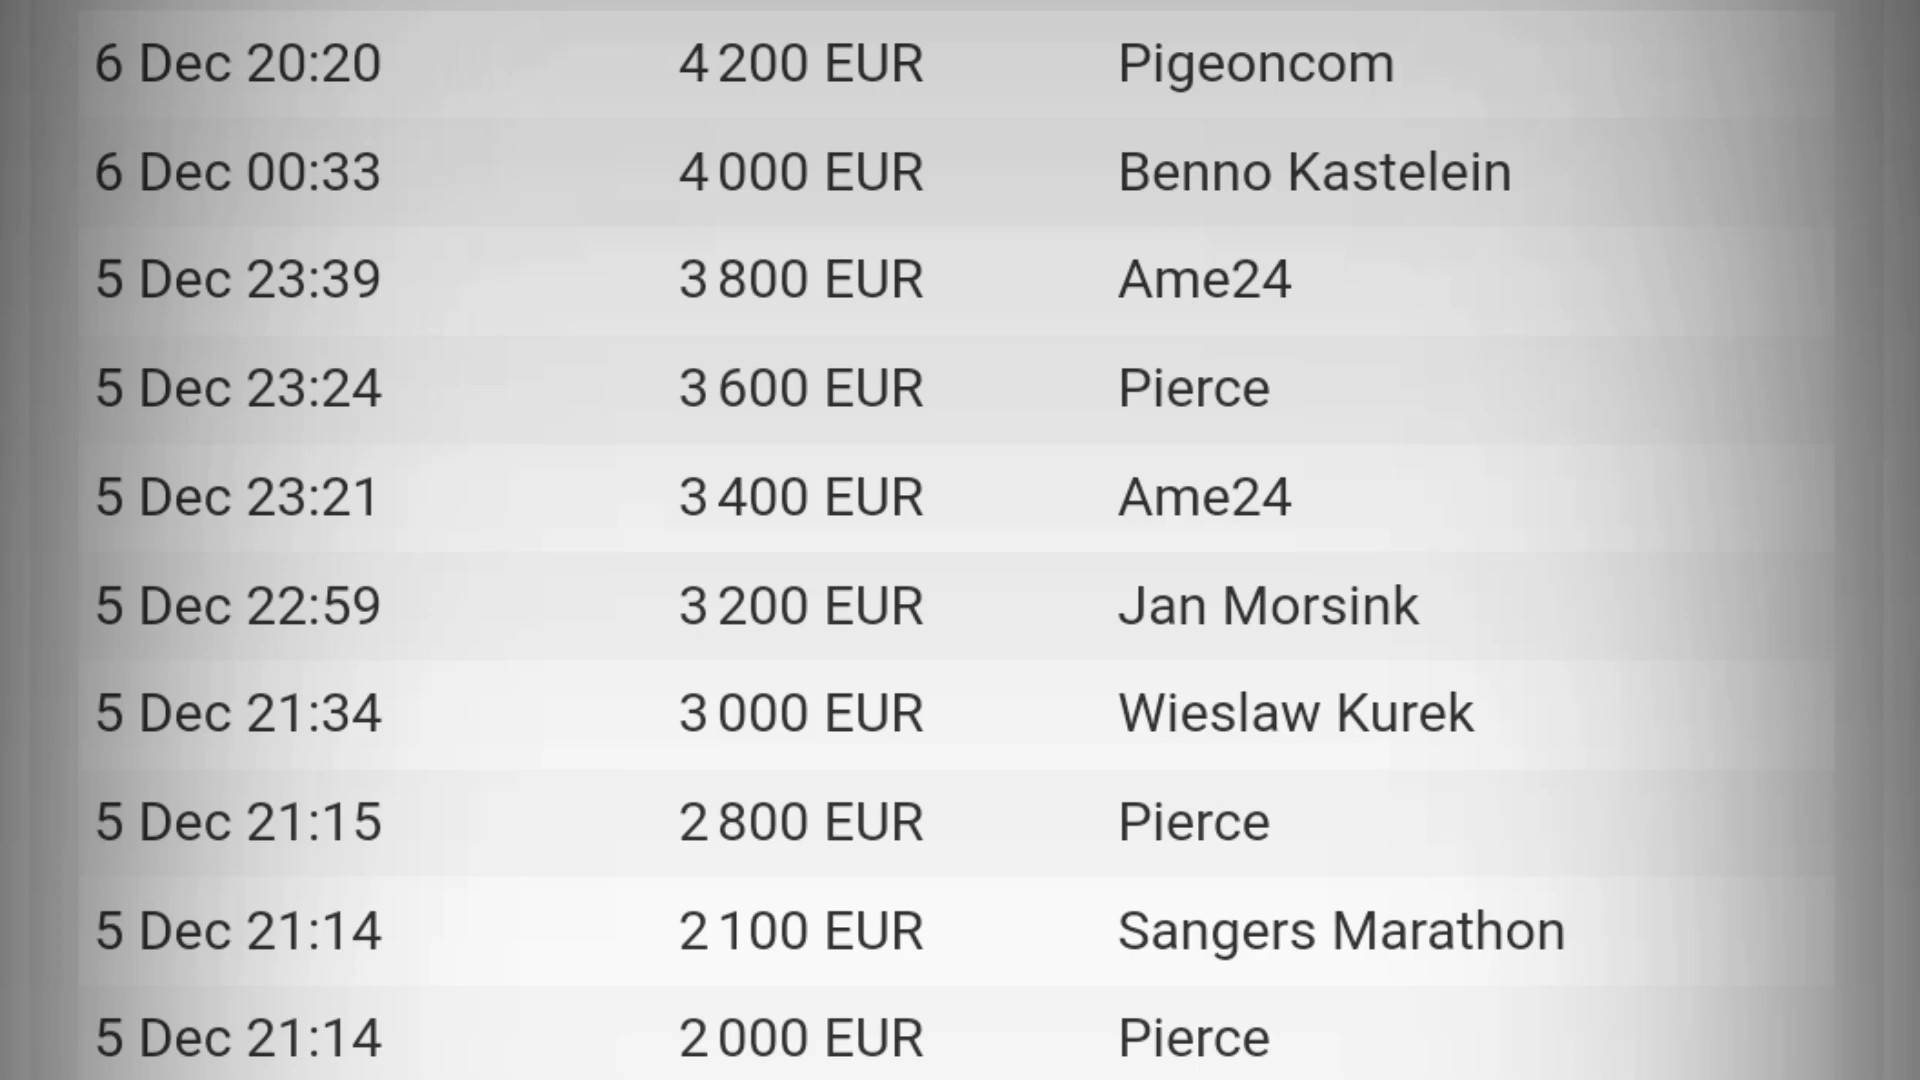 6 Dec 20:20 4 200 EUR Pigeoncom
6 Dec 00:33 4 000 EUR Benno Kastelein
5 Dec 23:39 3 800 EUR Ame24
5 Dec 23:24 3 600 EUR Pierce
5 Dec 23:21 3 400 EUR Ame24
5 Dec 22:59 3 200 EUR Jan Morsink
5 Dec 21:34 3 000 EUR Wieslaw Kurek
5 Dec 21:15 2 800 EUR Pierce
5 Dec 21:14 2 100 EUR Sangers Marathon
5 Dec 21:14 2 000 EUR Pierce